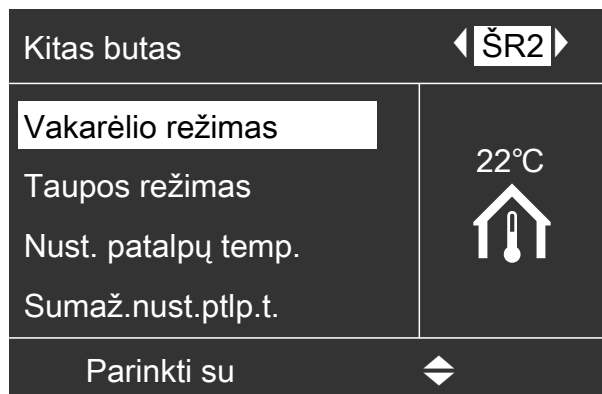 Kitas butas ŠR2
Vakarėlio režimas
22°C
Taupos režimas
Nust. patalpų temp.
Sumaž.nust.ptlp.t.
Parinkti su